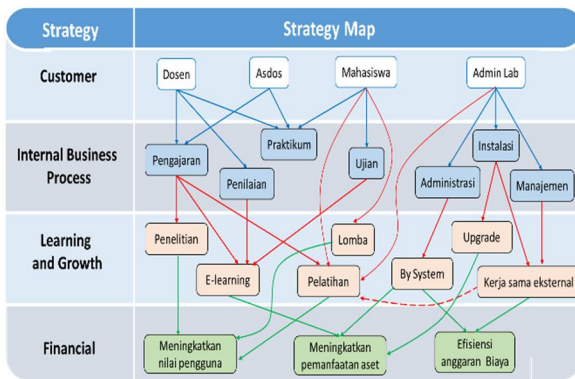 Strategy
Strategy Map
Customer
Dosen
Asdos
Mahasiswa
Admin Lab
Internal Business
Process
Pengajaran
Praktikum
Penilaian
Ujian
Administrasi
Instalasi
Manajemen
Learning
and Growth
Penelitian
E-learning
Lomba
Pelatihan
By System
Upgrade
Kerja sama eksternal
Financial
Meningkatkan
nilai pengguna
Meningkatkan
pemanfaatan aset
Efisiensi
anggaran Biaya